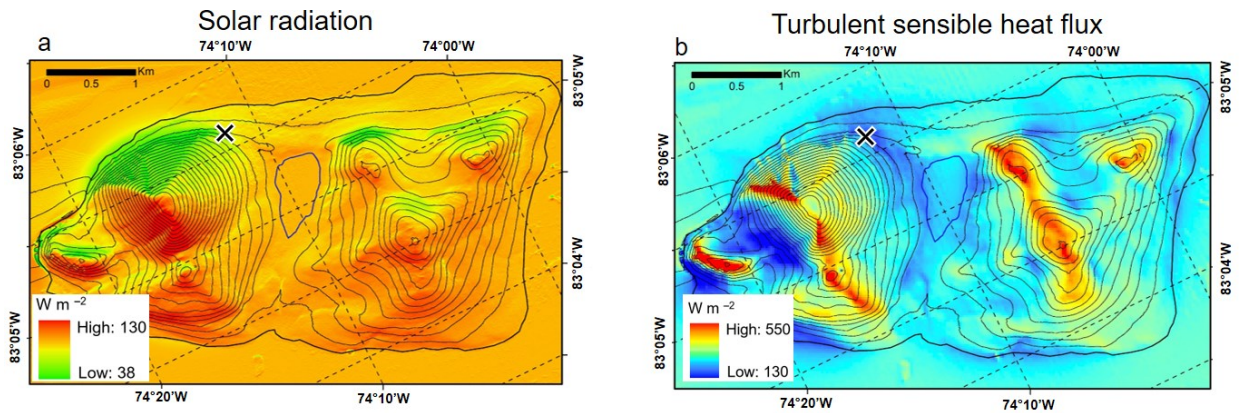 Solar radiation
a
74°10'W
74°00'W
Km
0 0.5 1
83°05'W
83°06'W
83°04'W
W m −2
High: 130
Low: 38
83°05'W
74°20'W
74°10'W
Turbulent sensible heat flux
b
74°10'W
74°00'W
Km
0 0.5 1
83°05'W
83°06'W
83°04'W
W m −2
High: 550
Low: 130
83°05'W
74°20'W
74°10'W